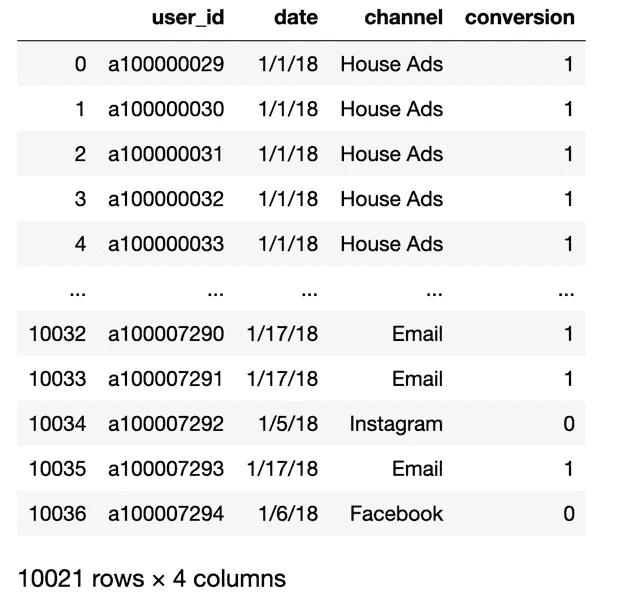 user_id date channel conversion
0 a100000029 1/1/18 House Ads 1
1 a100000030 1/1/18 House Ads 1
2 a100000031 1/1/18 House Ads 1
3 a100000032 1/1/18 House Ads 1
4 a100000033 1/1/18 House Ads 1
... ... ... ... ...
10032 a100007290 1/17/18 Email 1
10033 a100007291 1/17/18 Email 1
10034 a100007292 1/5/18 Instagram 0
10035 a100007293 1/17/18 Email 1
10036 a100007294 1/6/18 Facebook 0
10021 rows × 4 columns